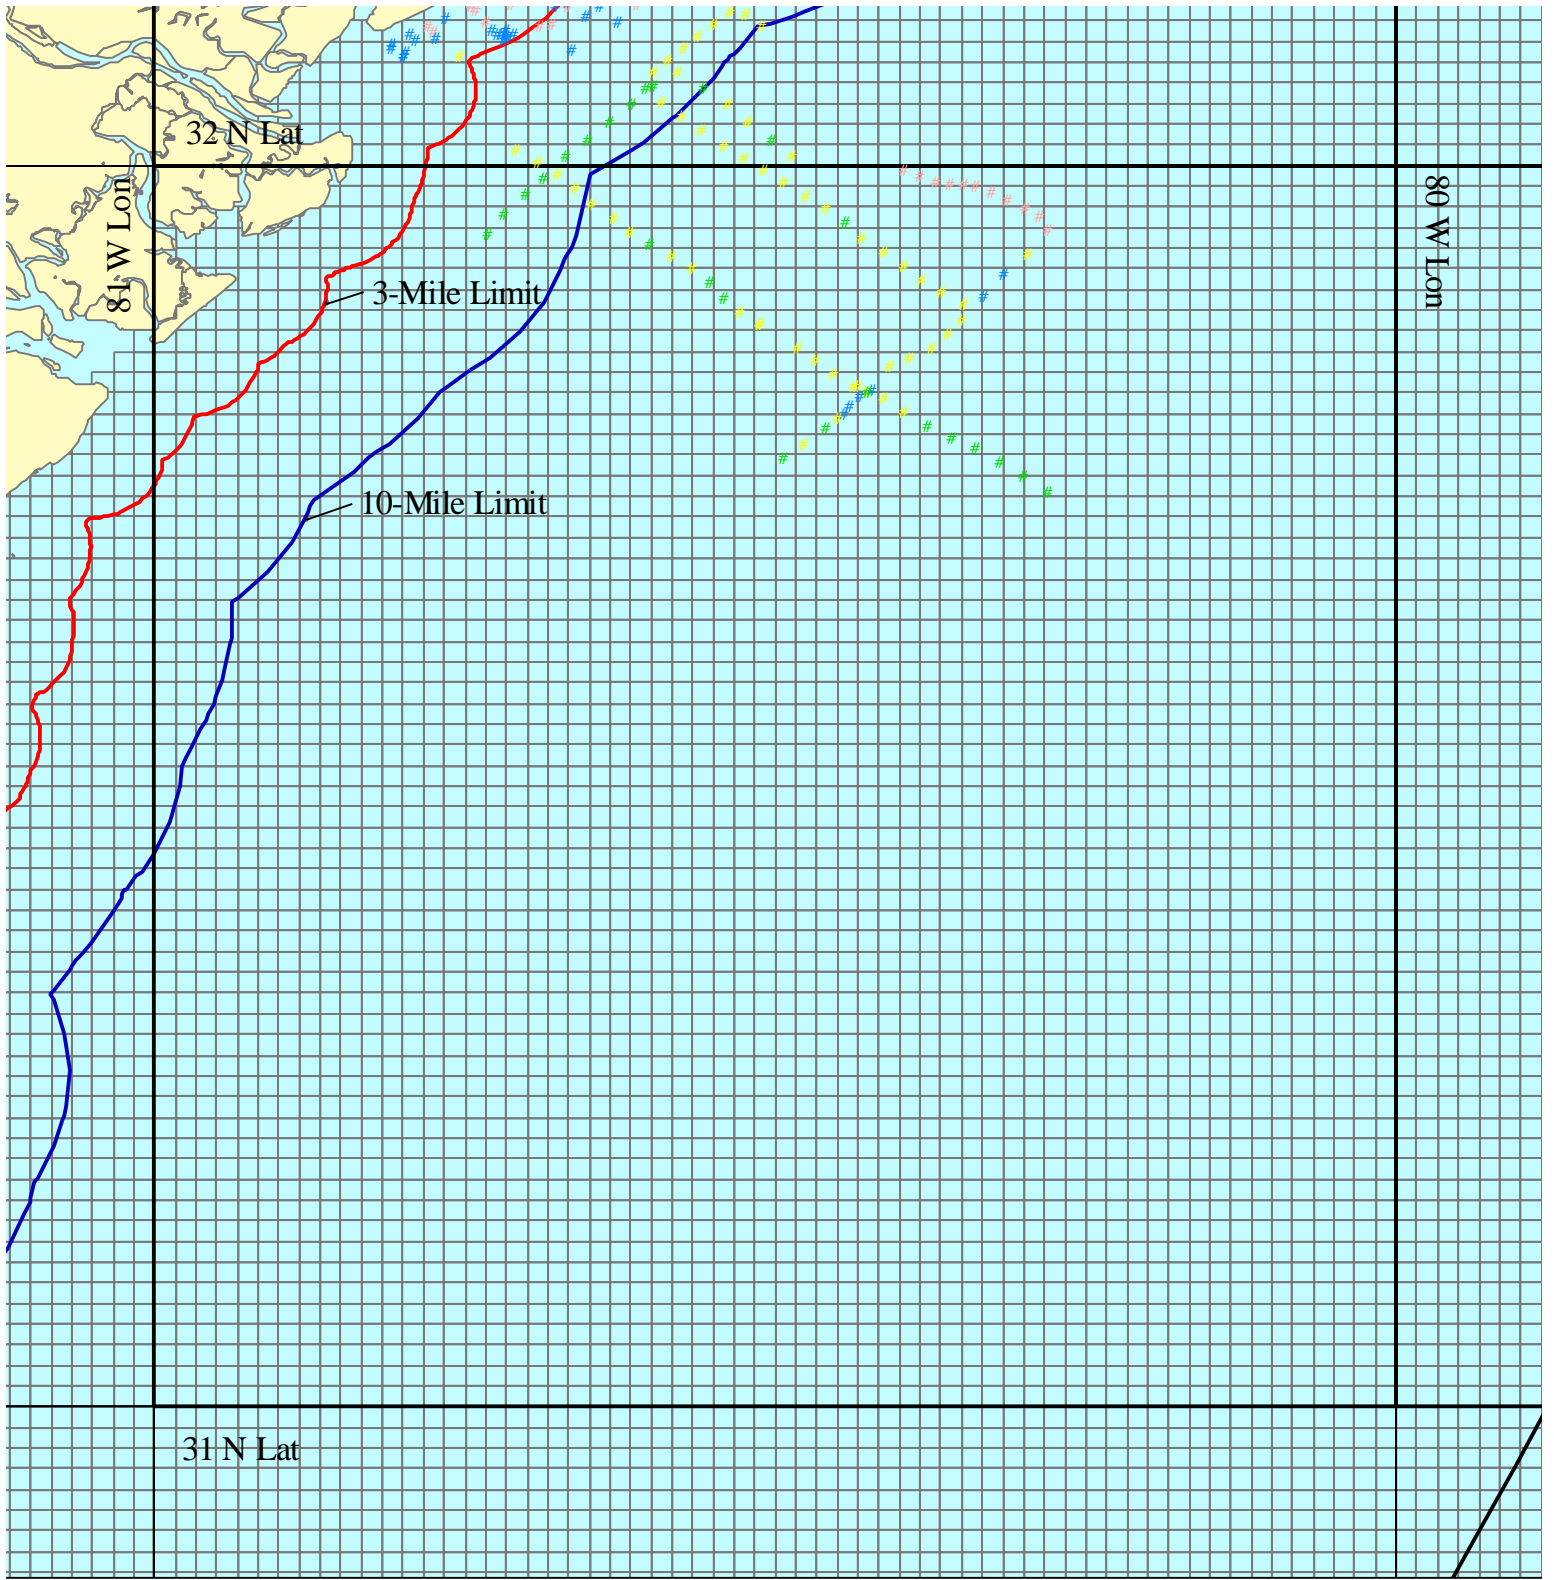 32 N Lat
81 W Lon
80 W Lon
3-Mile Limit
10-Mile Limit
31 N Lat